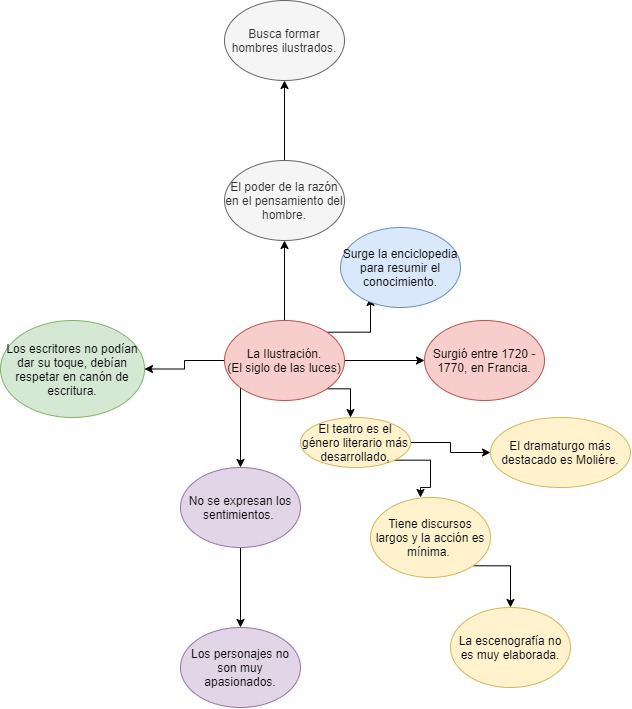 Busca formar
hombres ilustrados.
El poder de la razón
en el pensamiento del
hombre.
Surge la enciclopedia
para resumir el
conocimiento.
Los escritores no podían
dar su toque, debían
respetar en canón de
escritura.
La Ilustración.
(El siglo de las luces)
Surgió entre 1720 -
1770, en Francia.
El teatro es el
género literario más
desarrollado,
El dramaturgo más
destacado es Moliére.
No se expresan los
sentimientos.
Tiene discursos
largos y la acción es
mínima.
Los personajes no
son muy
apasionados.
La escenografía no
es muy elaborada.